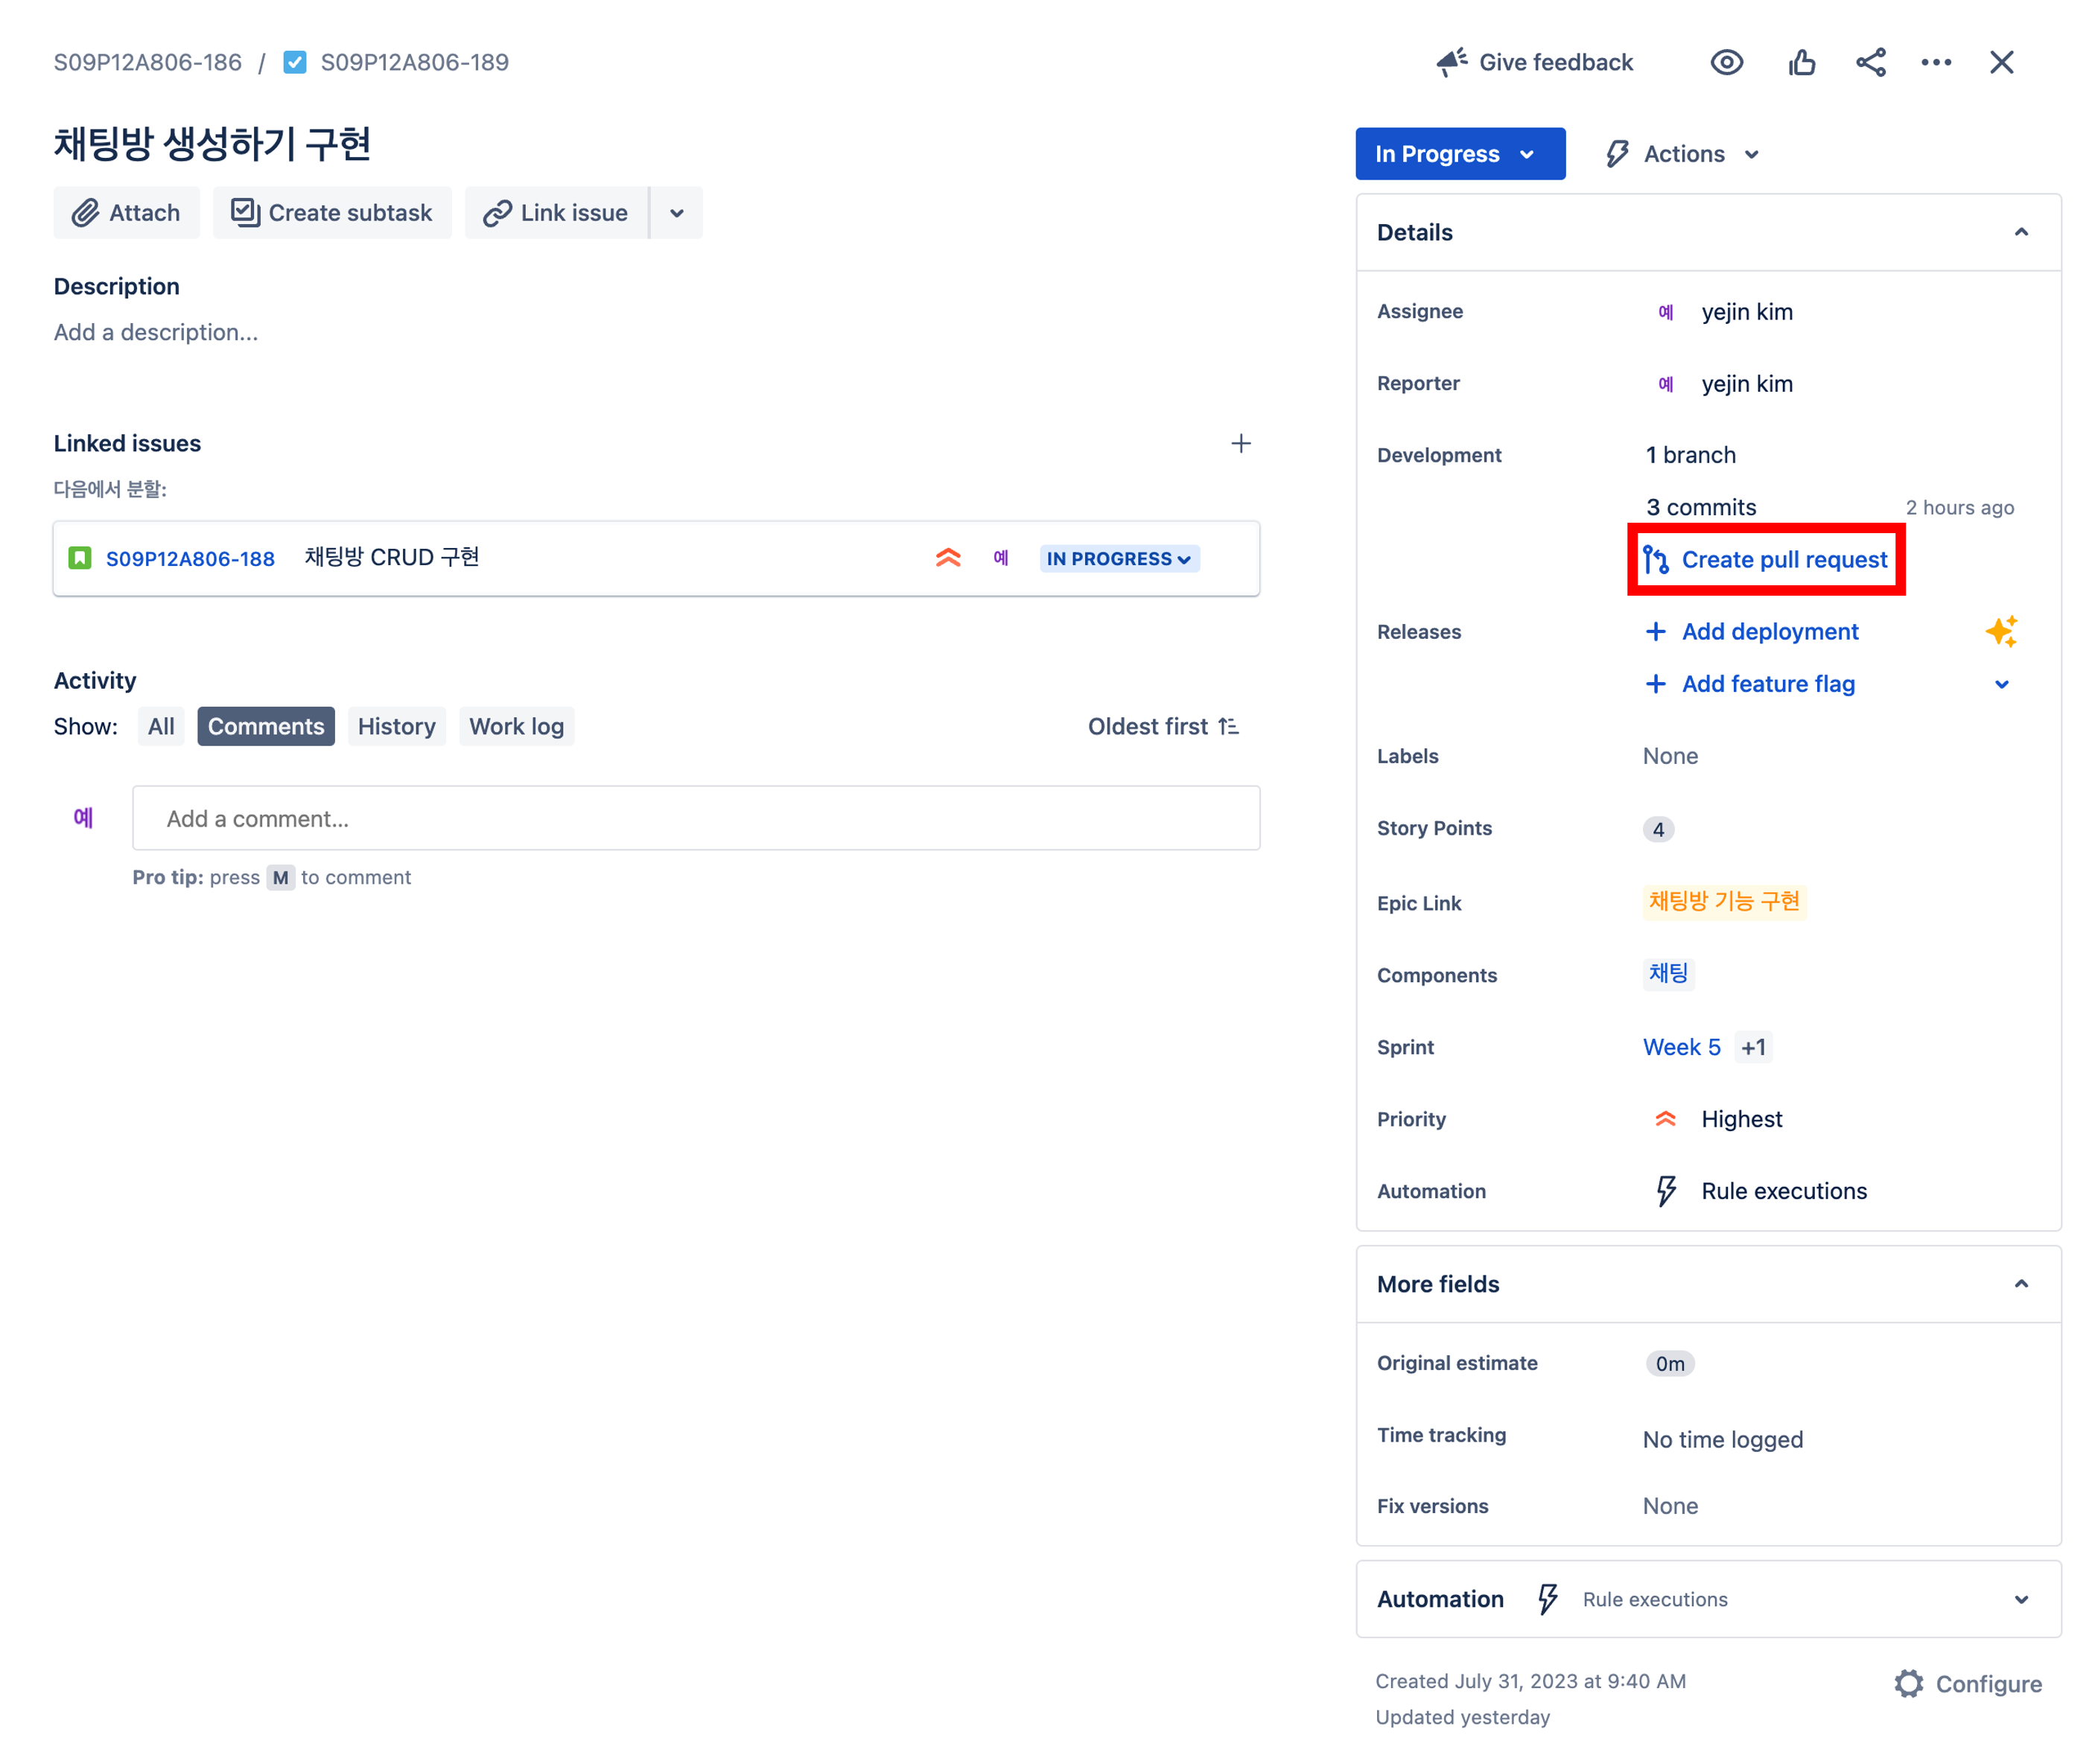 S09P12A806-186 / S09P12A806-189
Give feedback
채팅방 생성하기 구현
Attach
Create subtask
Link issue
Description
Add a description...
Linked issues
다음에서 분할:
S09P12A806-188 채팅방 CRUD 구현 예 IN PROGRESS
Activity
Show: All Comments History Work log Oldest first
예 Add a comment...
Pro tip: press M to comment
In Progress
Actions
Details
Assignee 예 yejin kim
Reporter 예 yejin kim
Development 1 branch
3 commits 2 hours ago
Create pull request
Releases + Add deployment
+ Add feature flag
Labels None
Story Points 4
Epic Link 채팅방 기능 구현
Components 채팅
Sprint Week 5 +1
Priority Highest
Automation Rule executions
More fields
Original estimate 0m
Time tracking No time logged
Fix versions None
Automation Rule executions
Created July 31, 2023 at 9:40 AM
Updated yesterday
Configure